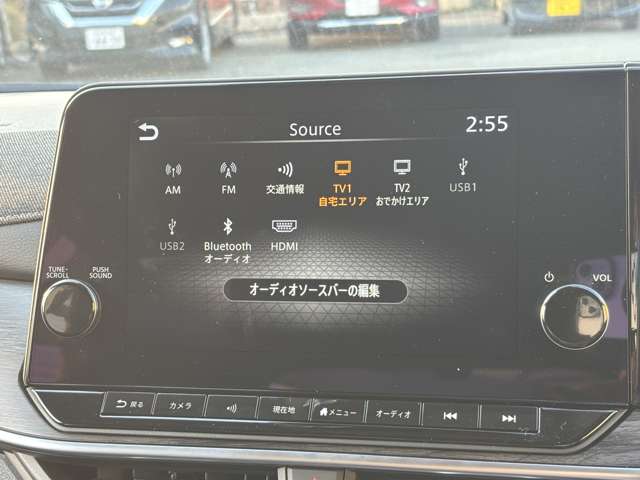 Source
2:55
AM
FM
交通情報
TV1
自宅エリア
TV2
おでかけエリア
USB1
USB2
Bluetooth
オーディオ
HDMI
オーディオソースバーの編集
TUNE・
SCROLL
PUSH
SOUND
VOL
戻る
カメラ
現在地
メニュー
オーディオ